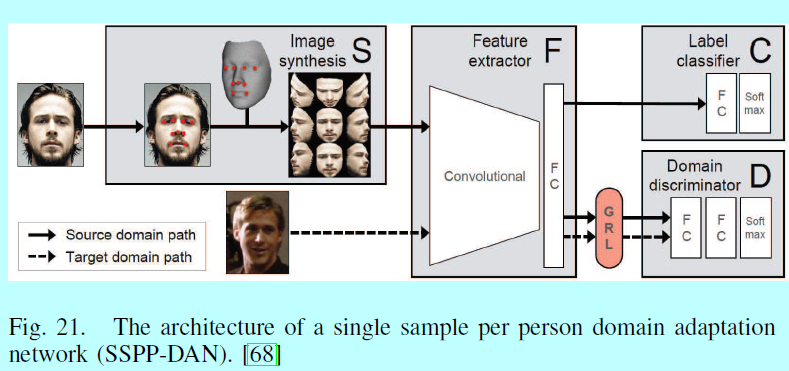 Image
synthesis S
Feature
extractor F
Label
classifier C
Convolutional
F
C
F
C
Soft
max
Domain
discriminator D
G
R
L
F
C
F
C
Soft
max
Source domain path
Target domain path
Fig. 21. The architecture of a single sample per person domain adaptation
network (SSPP-DAN). [68]